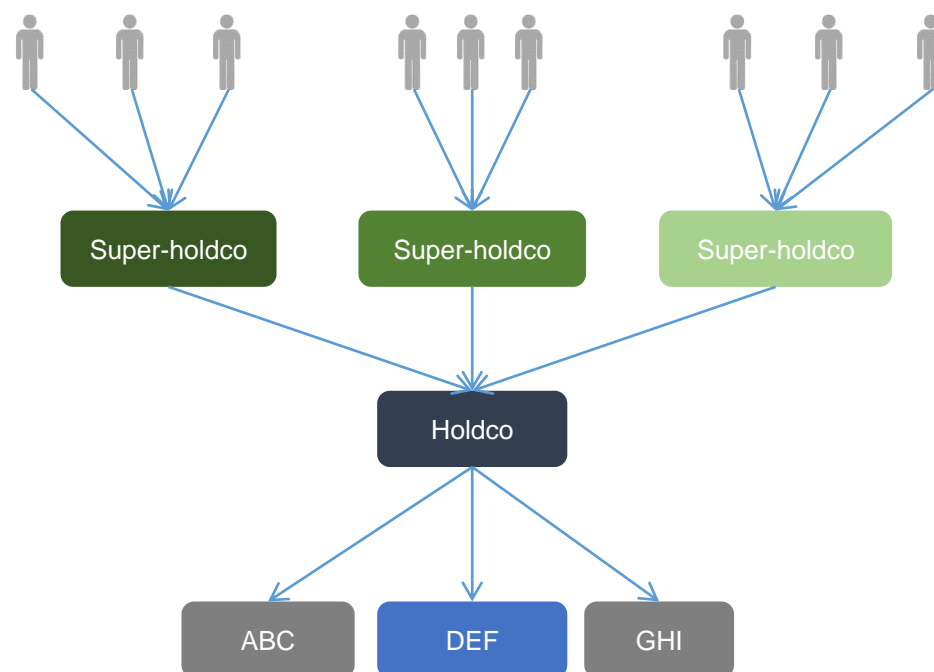 Super-holdco
Super-holdco
Super-holdco
Holdco
ABC
DEF
GHI